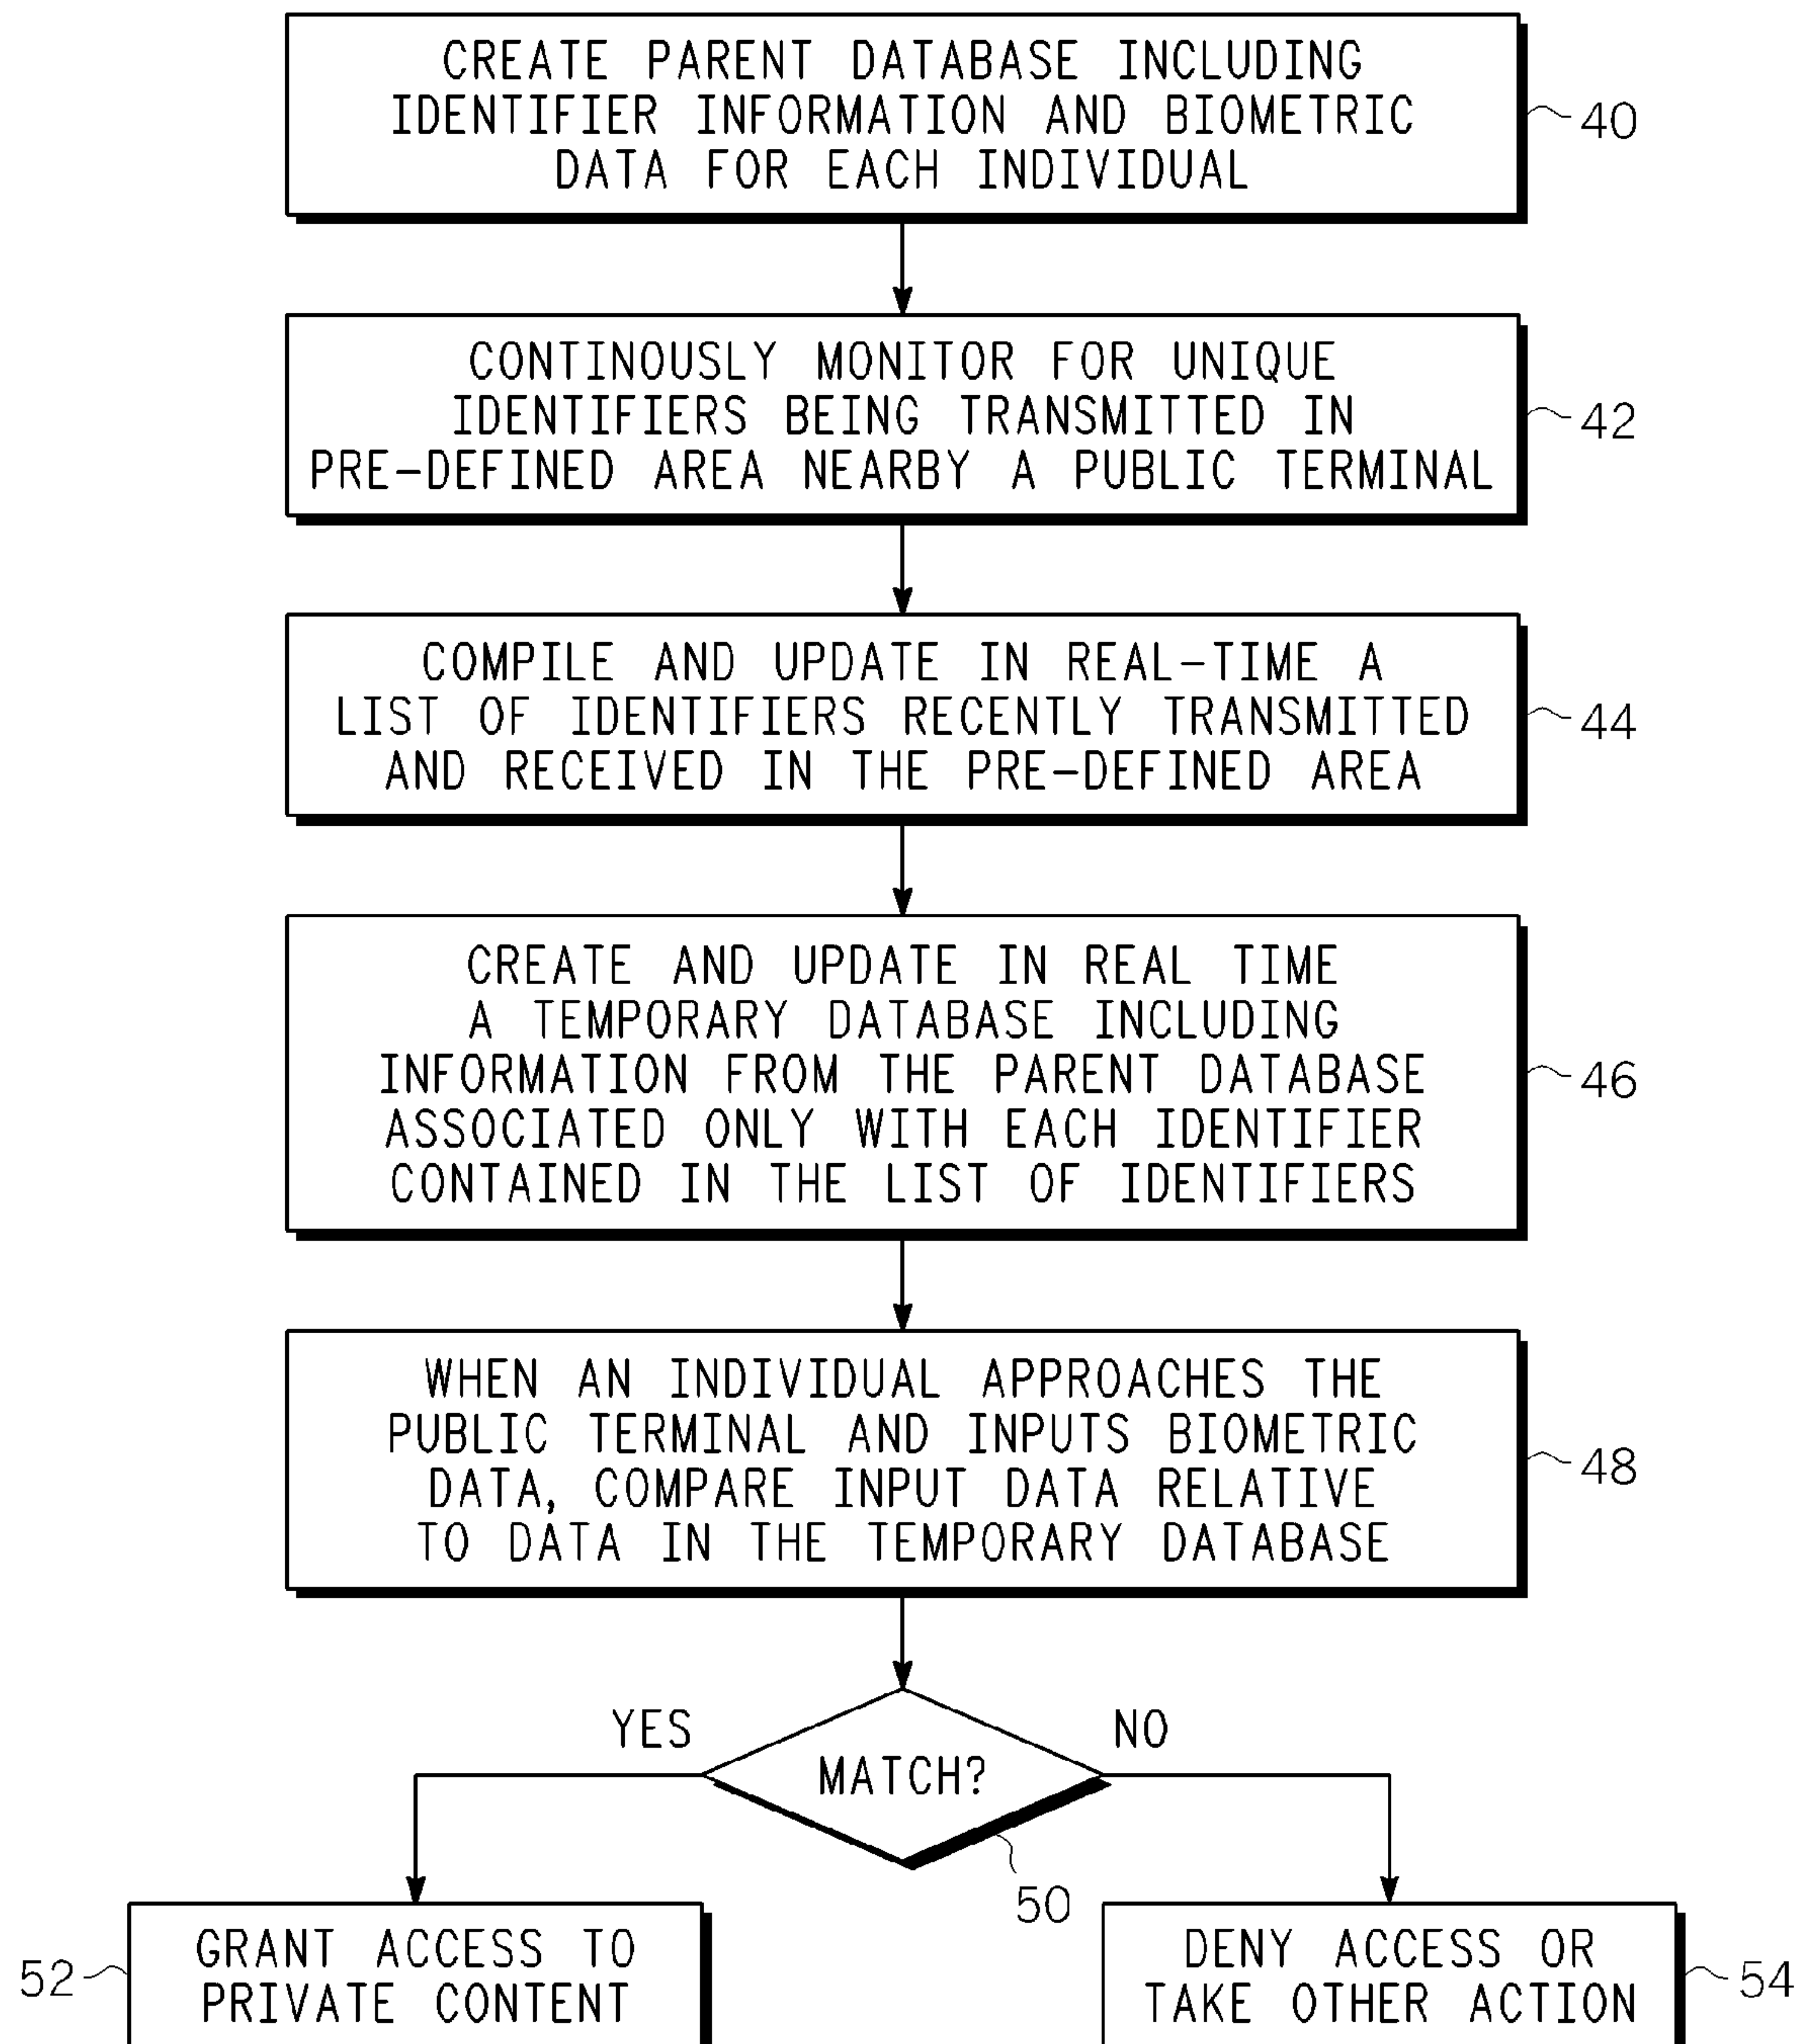 CREATE PARENT DATABASE INCLUDING
IDENTIFIER INFORMATION AND BIOMETRIC
DATA FOR EACH INDIVIDUAL
40
CONTINOUSLY MONITOR FOR UNIQUE
IDENTIFIERS BEING TRANSMITTED IN
PRE-DEFINED AREA NEARBY A PUBLIC TERMINAL
42
COMPILE AND UPDATE IN REAL-TIME A
LIST OF IDENTIFIERS RECENTLY TRANSMITTED
AND RECEIVED IN THE PRE-DEFINED AREA
44
CREATE AND UPDATE IN REAL TIME
A TEMPORARY DATABASE INCLUDING
INFORMATION FROM THE PARENT DATABASE
ASSOCIATED ONLY WITH EACH IDENTIFIER
CONTAINED IN THE LIST OF IDENTIFIERS
46
WHEN AN INDIVIDUAL APPROACHES THE
PUBLIC TERMINAL AND INPUTS BIOMETRIC
DATA, COMPARE INPUT DATA RELATIVE
TO DATA IN THE TEMPORARY DATABASE
48
YES
NO
MATCH?
50
GRANT ACCESS TO
PRIVATE CONTENT
52
DENY ACCESS OR
TAKE OTHER ACTION
54